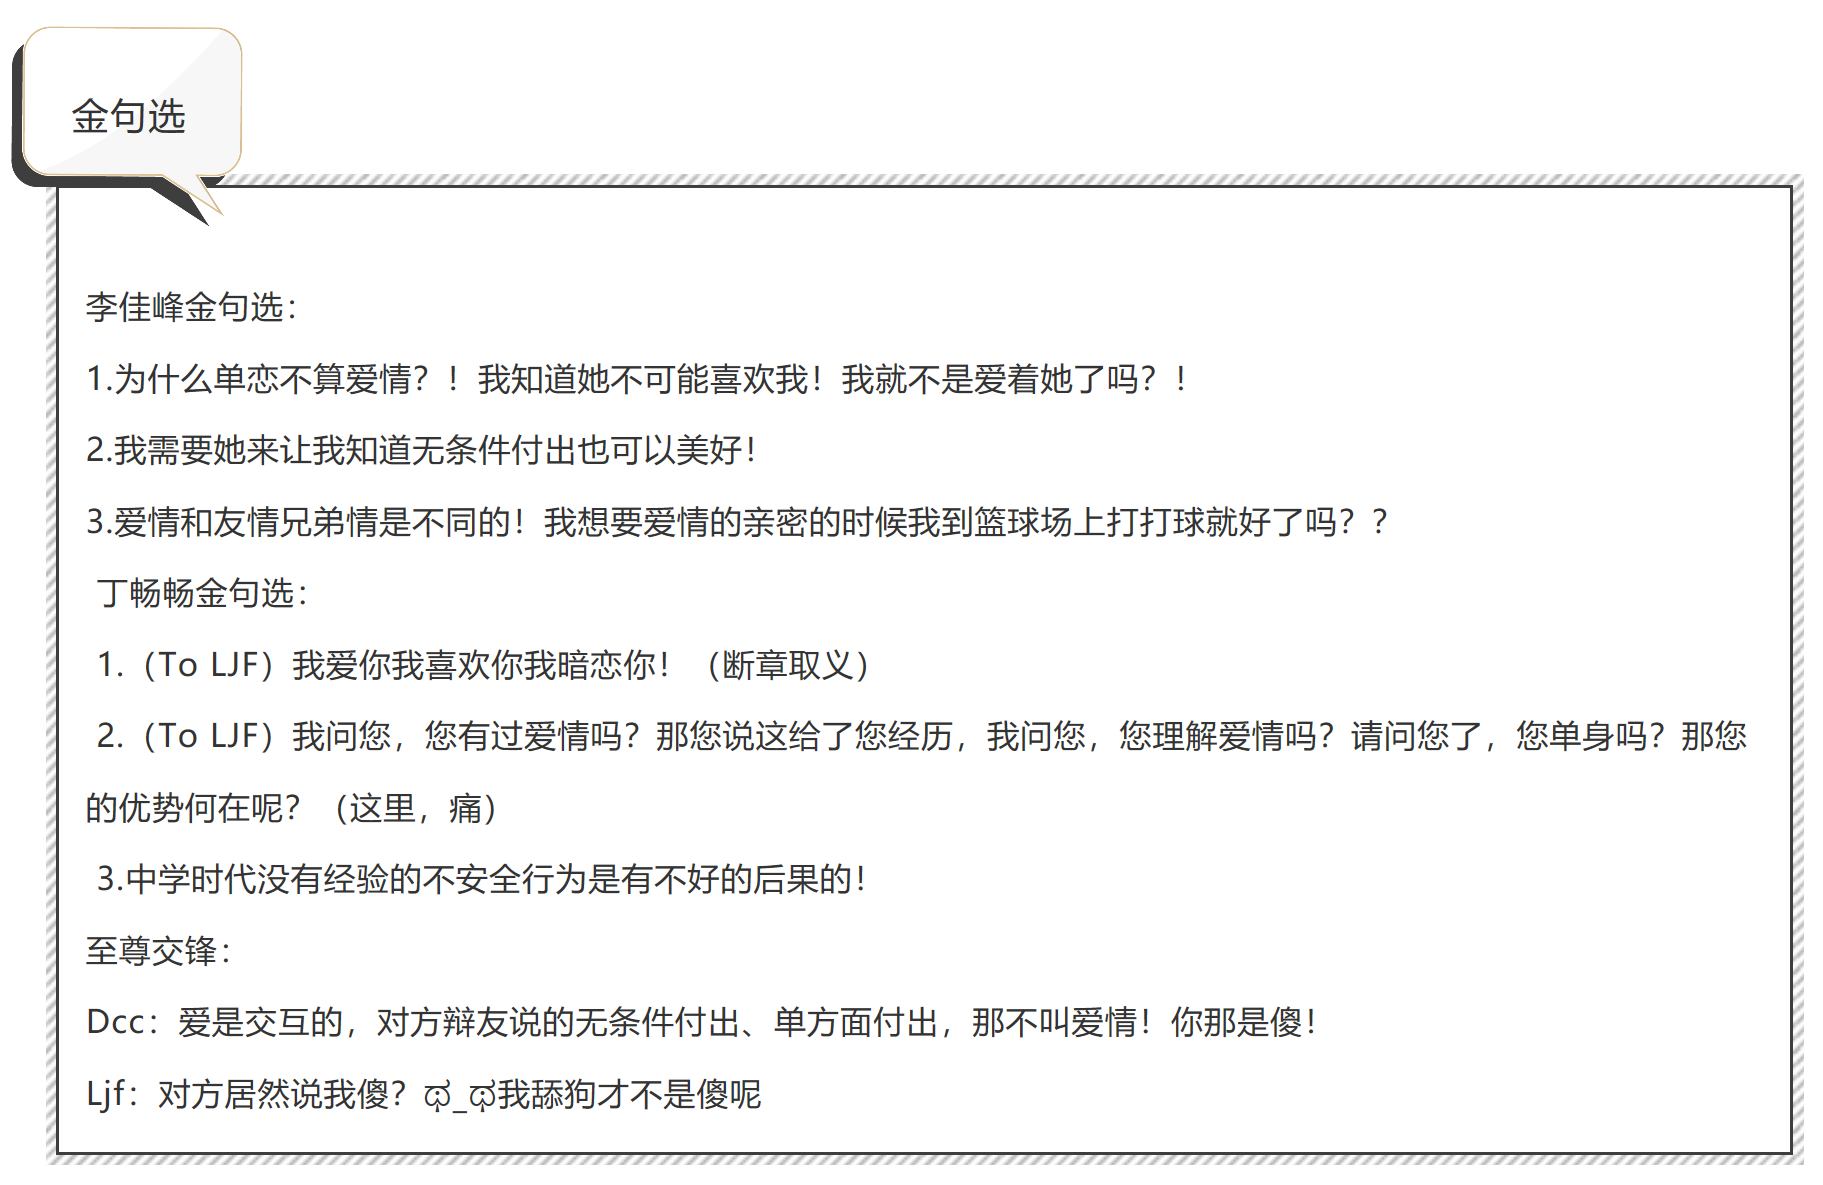 金句选
李佳峰金句选：
1.为什么单恋不算爱情？！我知道她不可能喜欢我！我就不是爱着她了吗？！
2.我需要她来让我知道无条件付出也可以美好！
3.爱情和友情兄弟情是不同的！我想要爱情的亲密的时候我到篮球场上打打球就好了吗？？
丁畅畅金句选：
1.（To LJF）我爱你我喜欢你我暗恋你！（断章取义）
2.（To LJF）我问您，您有过爱情吗？那您说这给了您经历，我问您，您理解爱情吗？请问您了，您单身吗？那您
的优势何在呢？（这里，痛）
3.中学时代没有经验的不安全行为是有不好的后果的！
至尊交锋：
Dcc：爱是交互的，对方辩友说的无条件付出、单方面付出，那不叫爱情！你那是傻！
Ljf：对方居然说我傻？ಥ_ಥ我舔狗才不是傻呢